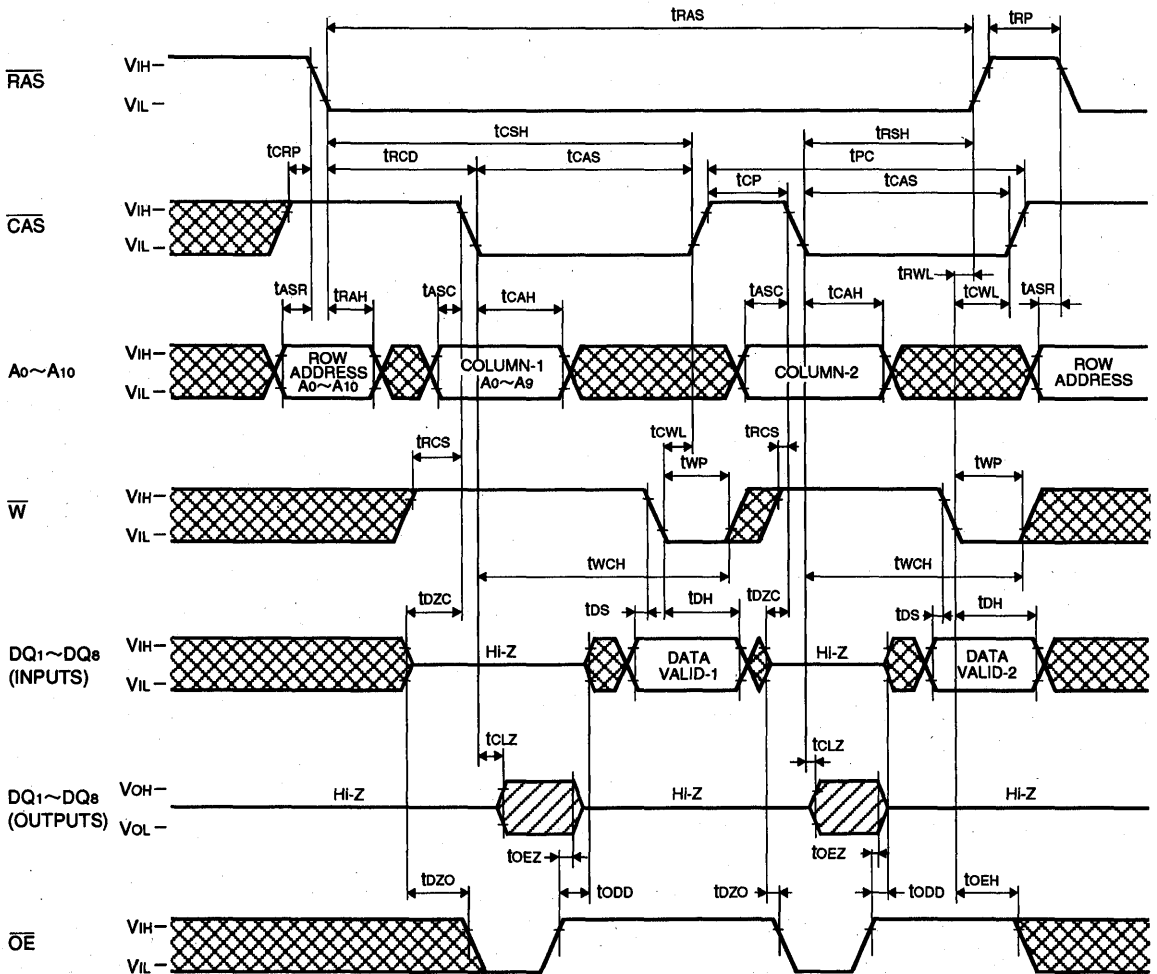 tRAS tRP
RAS VIH VIL
tCSH tRSH
tCRP tRCD tCAS tPC
tCP tCAS
CAS VIH VIL
tRWL
tASR tRAH tASC tCAH tASC tCAH tCWL tASR
A0~A10 VIH VIL
ROW ADDRESS A0~A10
COLUMN-1 A0~A9
COLUMN-2
ROW ADDRESS
tRCS tCWL tRCS
tWP tWP
W VIH VIL
tWCH tWCH
tDZC tDS tDH tDZC tDS tDH
DQ1~DQ8 (INPUTS) VIH VIL
Hi-Z
DATA VALID-1
Hi-Z
DATA VALID-2
tCLZ tCLZ
DQ1~DQ8 (OUTPUTS) VOH VOL
Hi-Z Hi-Z Hi-Z
tOEZ tOEZ
tDZO tODD tDZO tODD tOEH
OE VIH VIL